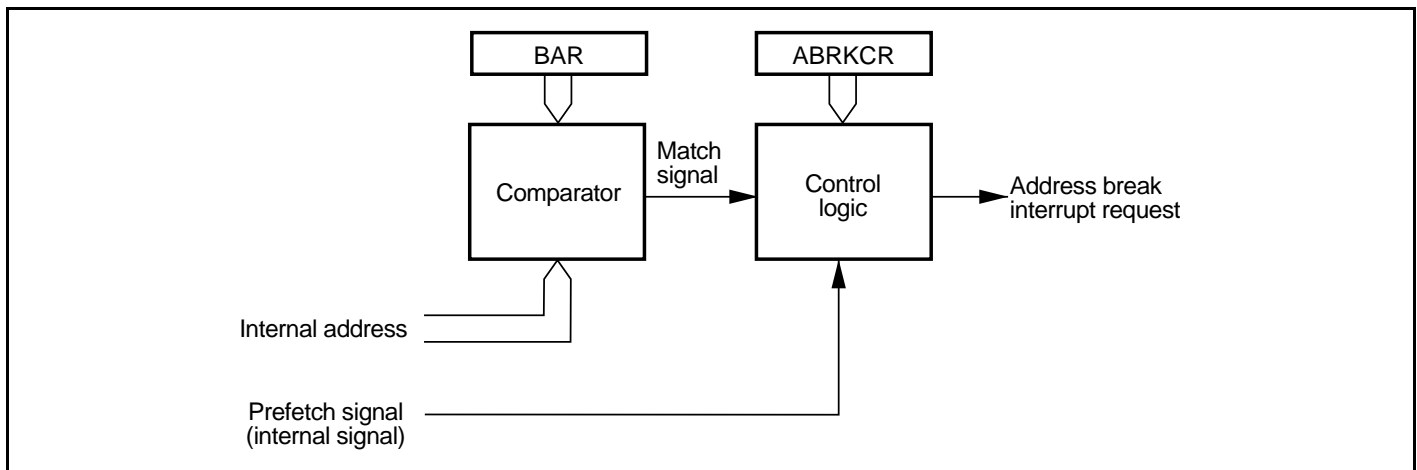 BAR
ABRKCR
Comparator
Match
signal
Control
logic
Address break
interrupt request
Internal address
Prefetch signal
(internal signal)